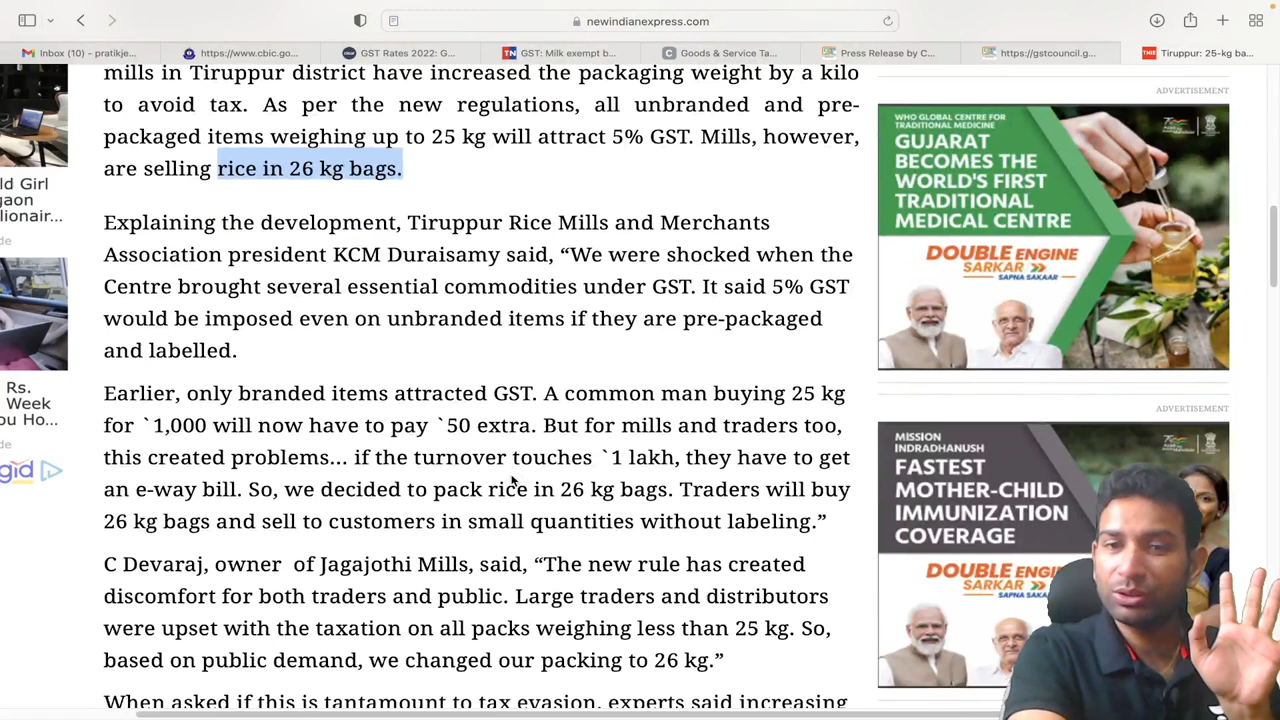 newindianexpress.com
Inbox (10) - pratikje...
https://www.cbic.go...
GST Rates 2022: G...
GST: Milk exempt b...
Goods & Service Ta...
Press Release by C...
https://gstcouncil.g...
Tiruppur: 25-kg ba...
mills in Tiruppur district have increased the packaging weight by a kilo
to avoid tax. As per the new regulations, all unbranded and pre-
packaged items weighing up to 25 kg will attract 5% GST. Mills, however,
are selling rice in 26 kg bags.
Explaining the development, Tiruppur Rice Mills and Merchants
Association president KCM Duraisamy said, “We were shocked when the
Centre brought several essential commodities under GST. It said 5% GST
would be imposed even on unbranded items if they are pre-packaged
and labelled.
Earlier, only branded items attracted GST. A common man buying 25 kg
for `1,000 will now have to pay `50 extra. But for mills and traders too,
this created problems... if the turnover touches `1 lakh, they have to get
an e-way bill. So, we decided to pack rice in 26 kg bags. Traders will buy
26 kg bags and sell to customers in small quantities without labeling.”
C Devaraj, owner of Jagajothi Mills, said, “The new rule has created
discomfort for both traders and public. Large traders and distributors
were upset with the taxation on all packs weighing less than 25 kg. So,
based on public demand, we changed our packing to 26 kg.”
When asked if this is tantamount to tax evasion, experts said increasing
ld Girl
gaon
lionair...
de
Rs.
Week
ou Ho...
de
gid
ADVERTISEMENT
WHO GLOBAL CENTRE FOR
TRADITIONAL MEDICINE
GUJARAT
BECOMES THE
WORLD'S FIRST
TRADITIONAL
MEDICAL CENTRE
DOUBLE ENGINE
SARKAR
SAPNA SAKAAR
ADVERTISEMENT
MISSION
INDRADHANUSH
FASTEST
MOTHER-CHILD
IMMUNIZATION
COVERAGE
DOUBLE
SARKAR